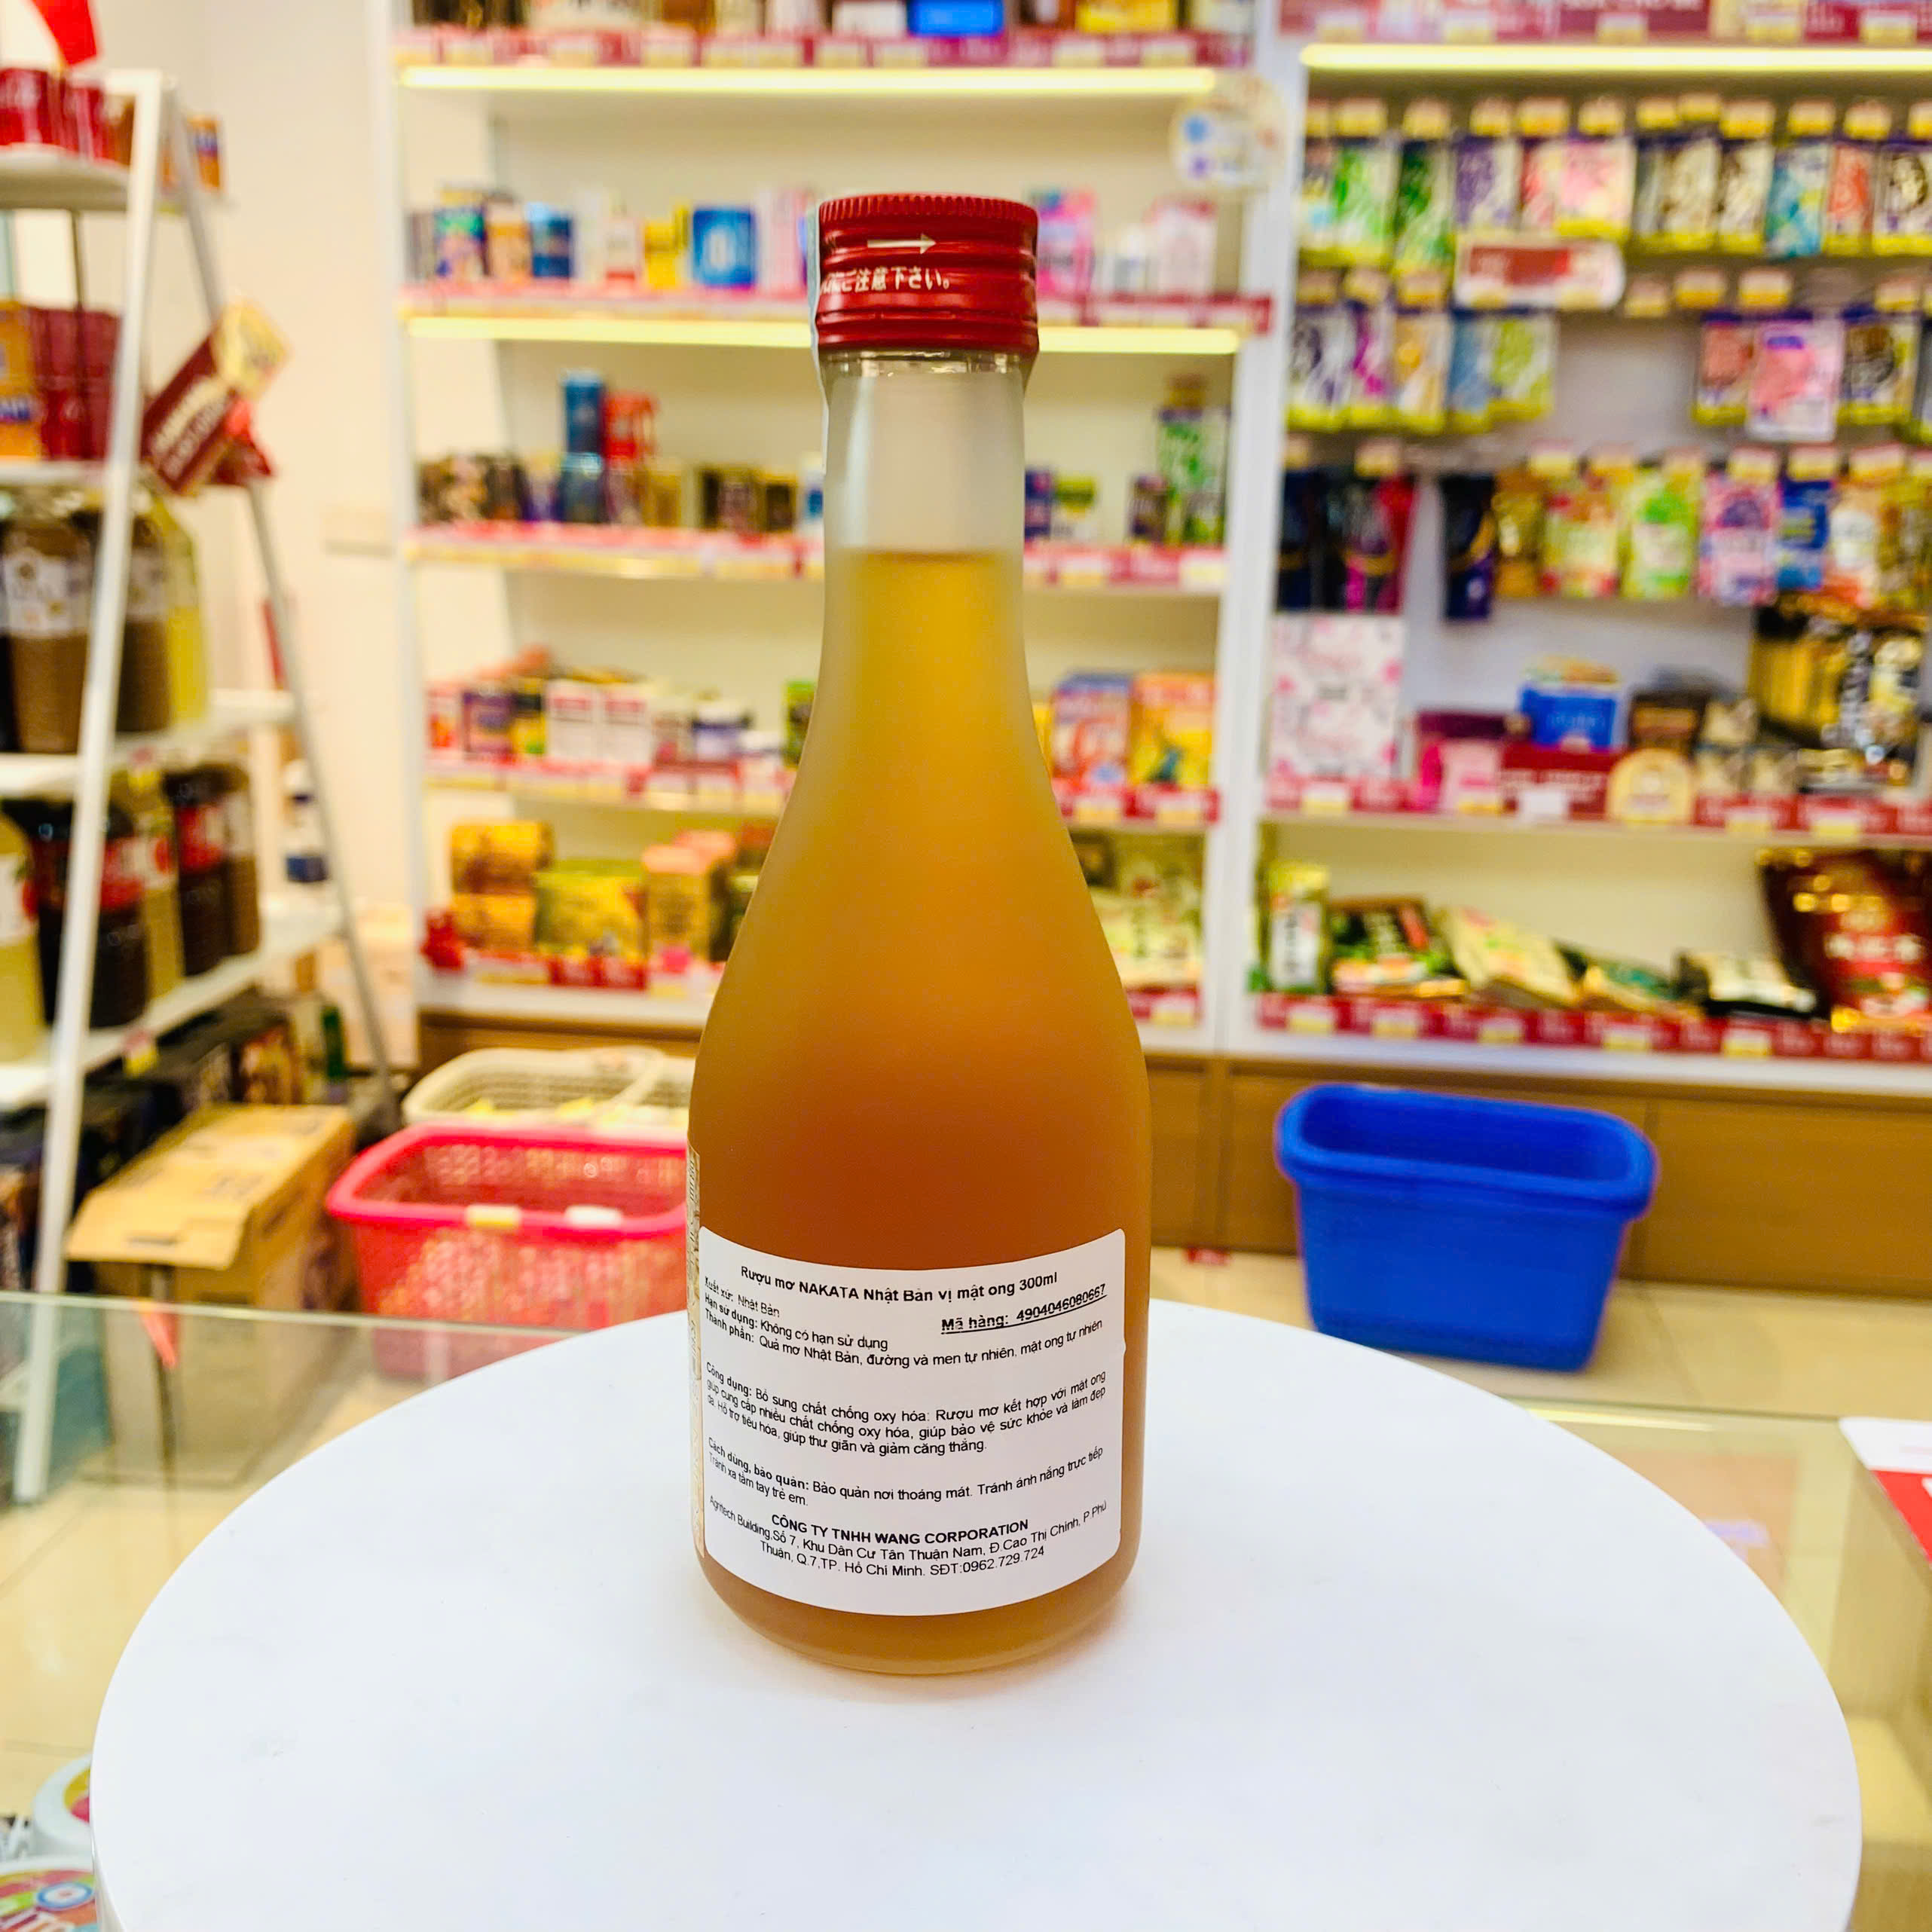 ご注意下さい。
Rượu mơ NAKATA Nhật Bản vị mật ong 300ml
Xuất xứ: Nhật Bản
Mã hàng: 4904046080667
Hạn sử dụng: Không có hạn sử dụng
Thành phần: Quả mơ Nhật Bản, đường và men tự nhiên. mật ong tự nhiên
Công dụng: Bổ sung chất chống oxy hóa: Rượu mơ kết hợp với mật ong
giúp cung cấp nhiều chất chống oxy hóa, giúp bảo vệ sức khỏe và làm đẹp
da. Hỗ trợ tiêu hóa, giúp thư giãn và giảm căng thẳng.
Cách dùng, bảo quản: Bảo quản nơi thoáng mát. Tránh ánh nắng trực tiếp
Tránh xa tầm tay trẻ em.
CÔNG TY TNHH WANG CORPORATION
Agritech Building,Số 7, Khu Dân Cư Tân Thuận Nam, Đ Cao Thị Chính, P Phú
Thuận, Q.7,TP. Hồ Chí Minh. SĐT:0962.729.724